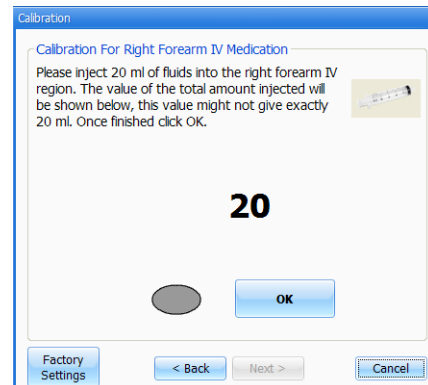 Calibration
Calibration For Right Forearm IV Medication
Please inject 20 ml of fluids into the right forearm IV
region. The value of the total amount injected will
be shown below, this value might not give exactly
20 ml. Once finished click OK.
20
OK
Factory
Settings
< Back
Next >
Cancel